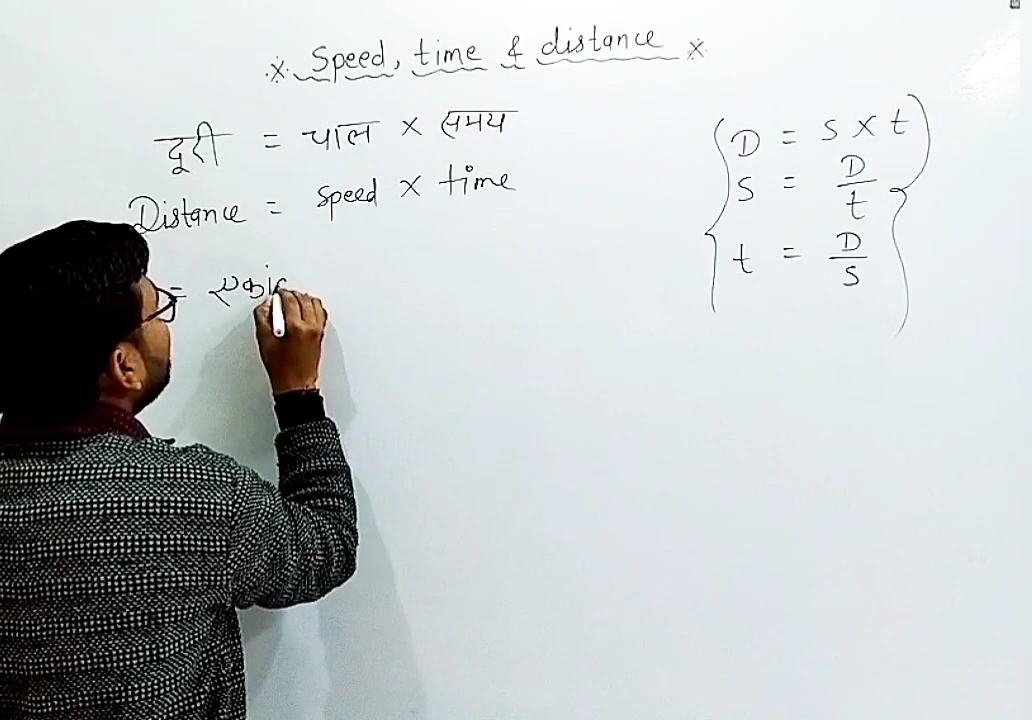 * Speed, time & distance *
दूरी = चाल × समय
Distance = speed × time
=
D = S × t
S = D/t
t = D/S